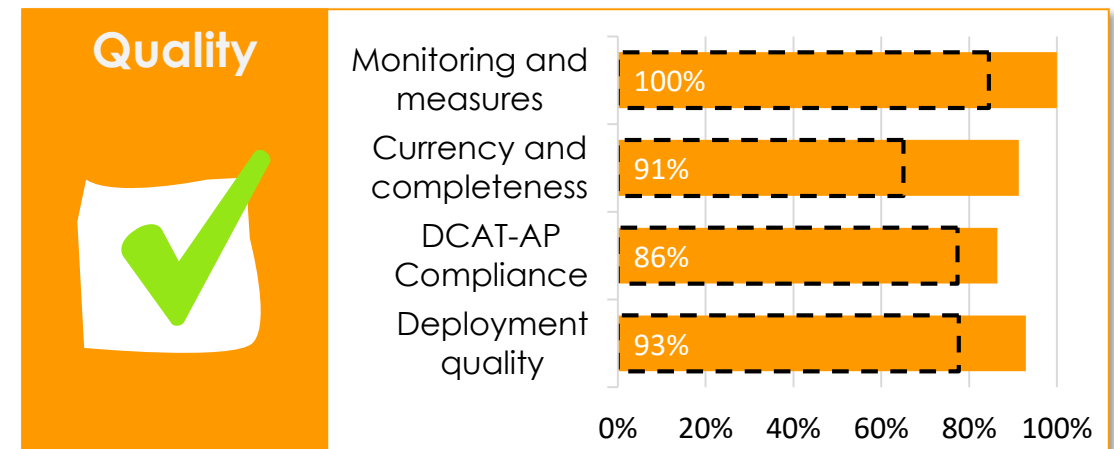 Quality
Monitoring and
measures
100%
Currency and
completeness
91%
DCAT-AP
Compliance
86%
Deployment
quality
93%
0% 20% 40% 60% 80% 100%